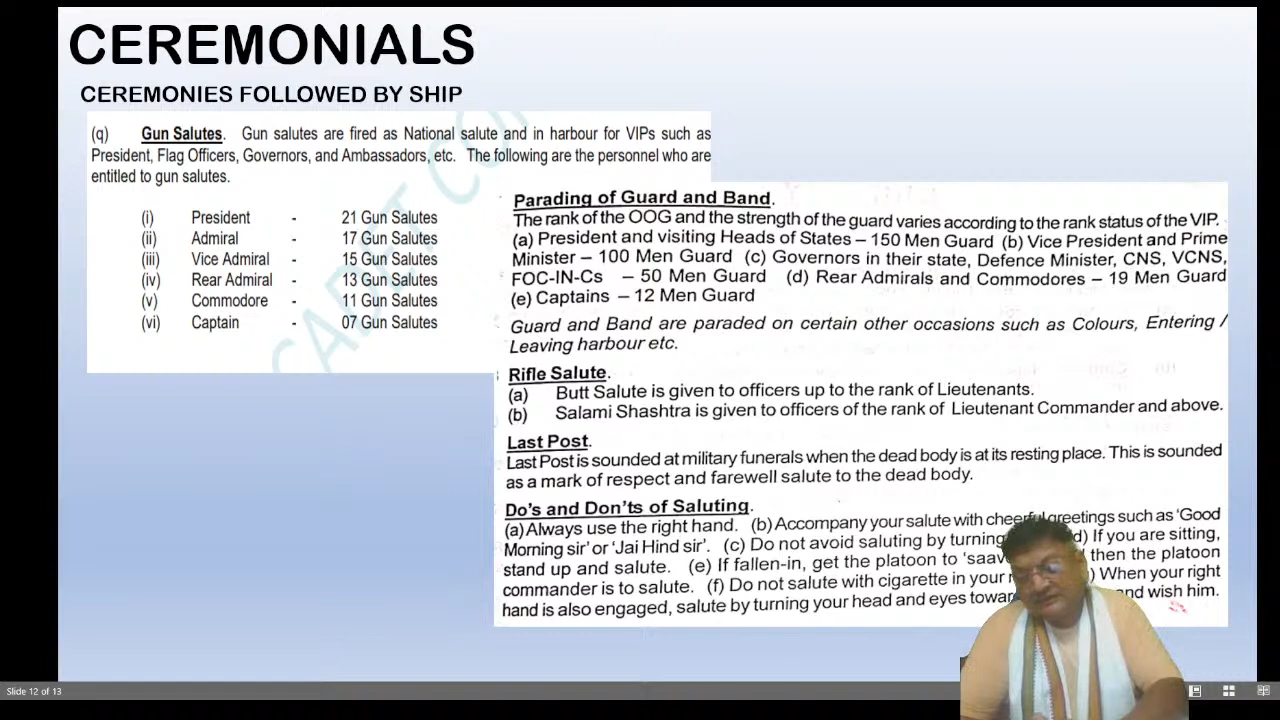 CEREMONIALS
CEREMONIES FOLLOWED BY SHIP
(q) Gun Salutes. Gun salutes are fired as National salute and in harbour for VIPs such as
President, Flag Officers, Governors, and Ambassadors, etc. The following are the personnel who are
entitled to gun salutes.
(i) President - 21 Gun Salutes
(ii) Admiral - 17 Gun Salutes
(iii) Vice Admiral - 15 Gun Salutes
(iv) Rear Admiral - 13 Gun Salutes
(v) Commodore - 11 Gun Salutes
(vi) Captain - 07 Gun Salutes
CADET
Parading of Guard and Band.
The rank of the OOG and the strength of the guard varies according to the rank status of the VIP.
(a) President and visiting Heads of States – 150 Men Guard (b) Vice President and Prime
Minister – 100 Men Guard (c) Governors in their state, Defence Minister, CNS, VCNS,
FOC-IN-Cs – 50 Men Guard (d) Rear Admirals and Commodores – 19 Men Guard
(e) Captains – 12 Men Guard
Guard and Band are paraded on certain other occasions such as Colours, Entering /
Leaving harbour etc.
Rifle Salute.
(a) Butt Salute is given to officers up to the rank of Lieutenants.
(b) Salami Shashtra is given to officers of the rank of Lieutenant Commander and above.
Last Post.
Last Post is sounded at military funerals when the dead body is at its resting place. This is sounded
as a mark of respect and farewell salute to the dead body.
Do's and Don'ts of Saluting.
(a) Always use the right hand. (b) Accompany your salute with cheerful greetings such as 'Good
Morning sir' or 'Jai Hind sir'. (c) Do not avoid saluting by turning d) If you are sitting,
stand up and salute. (e) If fallen-in, get the platoon to 'saav then the platoon
commander is to salute. (f) Do not salute with cigarette in your ) When your right
hand is also engaged, salute by turning your head and eyes and wish him.
Slide 12 of 13